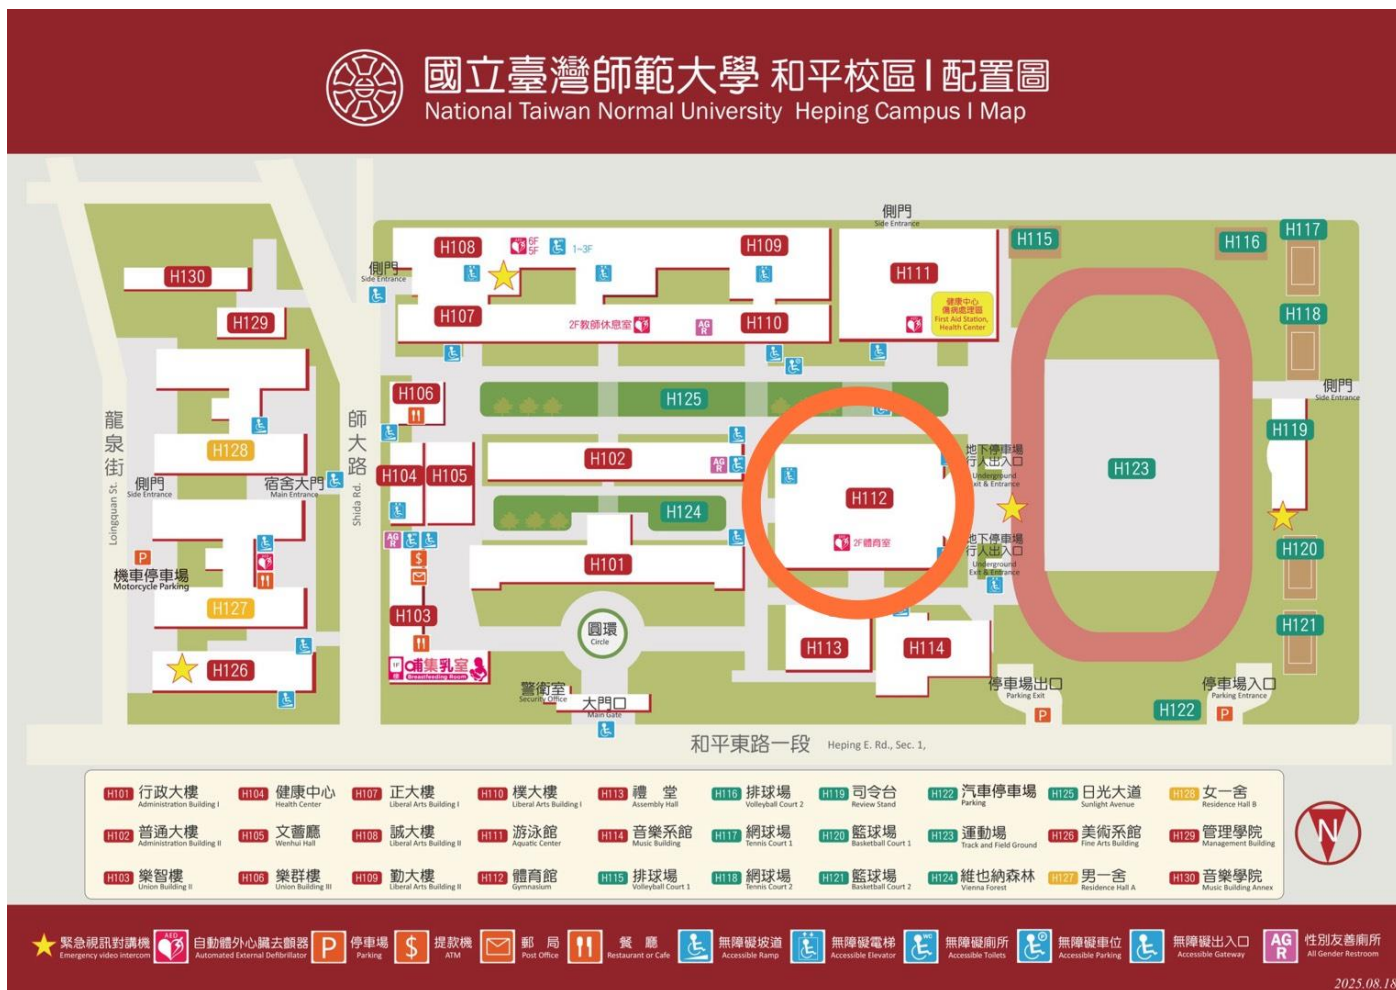 國立臺灣師範大學 和平校區 I 配置圖
National Taiwan Normal University Heping Campus I Map
側門
Side Entrance
H108
6F
5F
1~3F
H109
H111
H115
H116
H117
側門
Side Entrance
H130
H129
H107
2F教師休息室
AG
R
H110
健康中心
傷病處理區
First Aid Station,
Health Center
H118
側門
Side Entrance
H106
H125
龍泉街
Loingquan St.
師大路
Shida Rd.
H128
H102
AG
R
地下停車場
行人出入口
Underground
Exit & Entrance
H119
H104
H105
H123
側門
Side Entrance
宿舍大門
Main Entrance
H112
H124
2F體育室
地下停車場
行人出入口
Underground
Exit & Entrance
AG
R
$
H120
P
機車停車場
Motorcycle Parking
H101
H127
H103
圓環
Circle
H121
H126
1F
哺集乳室
Breastfeeding Room
H113
H114
警衛室
Security Office
大門口
Main Gate
停車場出口
Parking Exit
P
停車場入口
Parking Entrance
P
H122
和平東路一段 Heping E. Rd., Sec. 1,
H101 行政大樓 Administration Building I
H104 健康中心 Health Center
H107 正大樓 Liberal Arts Building I
H110 樸大樓 Liberal Arts Building I
H113 禮 堂 Assembly Hall
H116 排球場 Volleyball Court 2
H119 司令台 Review Stand
H122 汽車停車場 Parking
H125 日光大道 Sunlight Avenue
H128 女一舍 Residence Hall B
H102 普通大樓 Administration Building II
H105 文薈廳 Wenhui Hall
H108 誠大樓 Liberal Arts Building II
H111 游泳館 Aquatic Center
H114 音樂系館 Music Building
H117 網球場 Tennis Court 1
H120 籃球場 Basketball Court 1
H123 運動場 Track and Field Ground
H126 美術系館 Fine Arts Building
H129 管理學院 Management Building
H103 樂智樓 Union Building II
H106 樂群樓 Union Building III
H109 勤大樓 Liberal Arts Building II
H112 體育館 Gymnasium
H115 排球場 Volleyball Court 1
H118 網球場 Tennis Court 2
H121 籃球場 Basketball Court 2
H124 維也納森林 Vienna Forest
H127 男一舍 Residence Hall A
H130 音樂學院 Music Building Annex
N
緊急視訊對講機 Emergency video intercom
AED 自動體外心臟去顫器 Automated External Defibrillator
P 停車場 Parking
$ 提款機 ATM
郵 局 Post Office
餐 廳 Restaurant or Cafe
無障礙坡道 Accessible Ramp
無障礙電梯 Accessible Elevator
WC 無障礙廁所 Accessible Toilets
P 無障礙車位 Accessible Parking
無障礙出入口 Accessible Gateway
AG
R 性別友善廁所 All Gender Restroom
2025.08.18